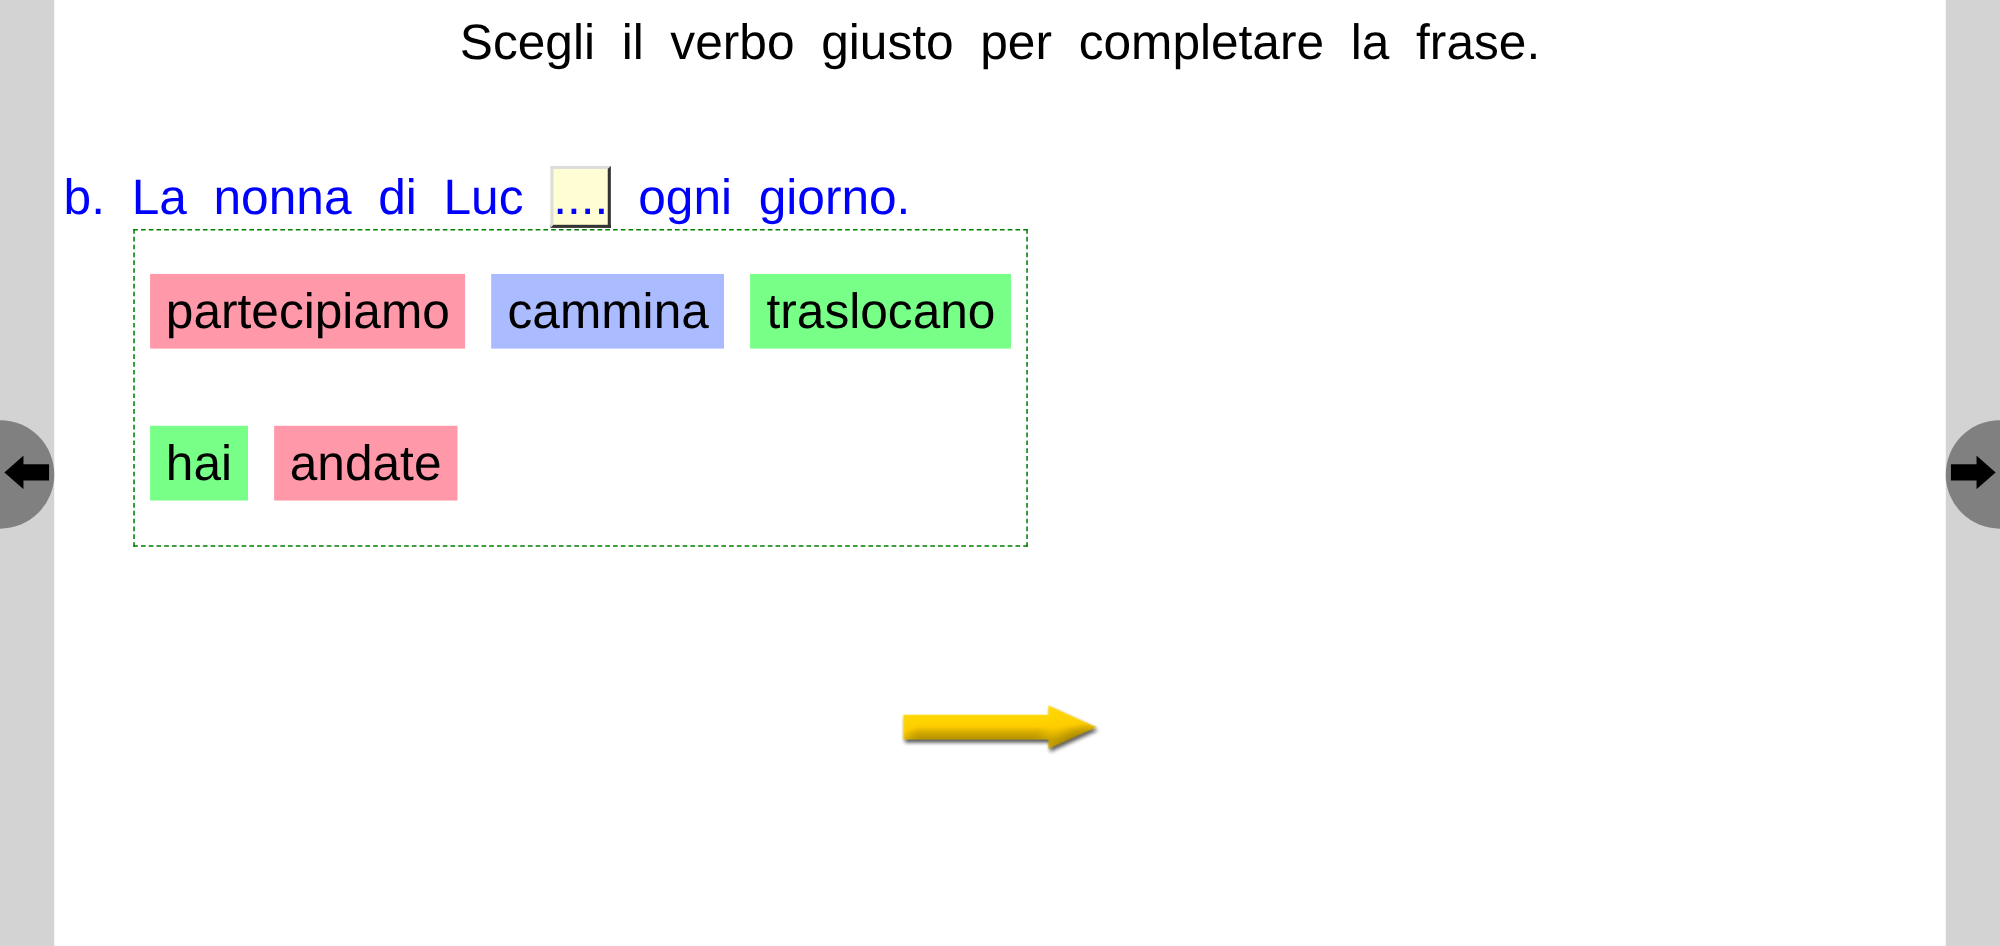 Scegli il verbo giusto per completare la frase.
b. La nonna di Luc .... ogni giorno.
partecipiamo cammina traslocano
hai andate